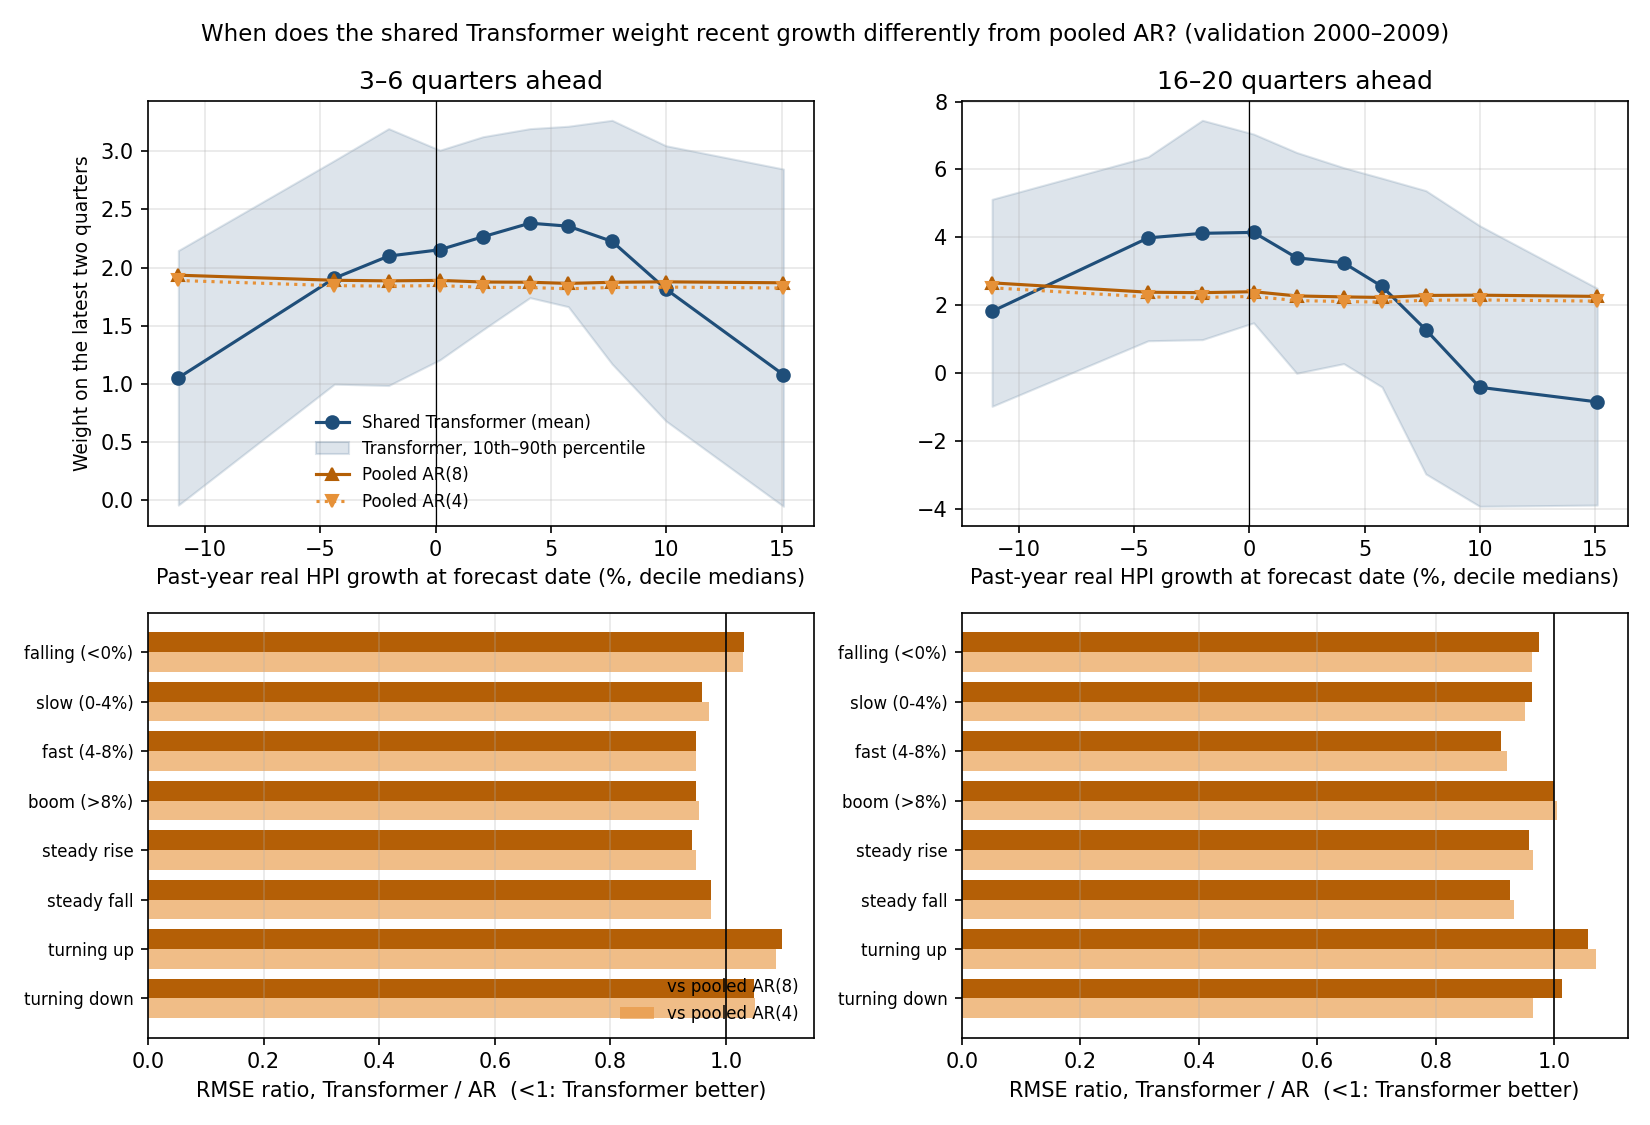 When does the shared Transformer weight recent growth differently from pooled AR? (validation 2000–2009)
3–6 quarters ahead
Weight on the latest two quarters
3.0
2.5
2.0
1.5
1.0
0.5
0.0
Shared Transformer (mean)
Transformer, 10th–90th percentile
Pooled AR(8)
Pooled AR(4)
−10
−5
0
5
10
15
Past-year real HPI growth at forecast date (%, decile medians)
16–20 quarters ahead
8
6
4
2
0
−2
−4
−10
−5
0
5
10
15
Past-year real HPI growth at forecast date (%, decile medians)
falling (<0%)
slow (0-4%)
fast (4-8%)
boom (>8%)
steady rise
steady fall
turning up
turning down
vs pooled AR(8)
vs pooled AR(4)
0.0
0.2
0.4
0.6
0.8
1.0
RMSE ratio, Transformer / AR  (<1: Transformer better)
falling (<0%)
slow (0-4%)
fast (4-8%)
boom (>8%)
steady rise
steady fall
turning up
turning down
0.0
0.2
0.4
0.6
0.8
1.0
RMSE ratio, Transformer / AR  (<1: Transformer better)